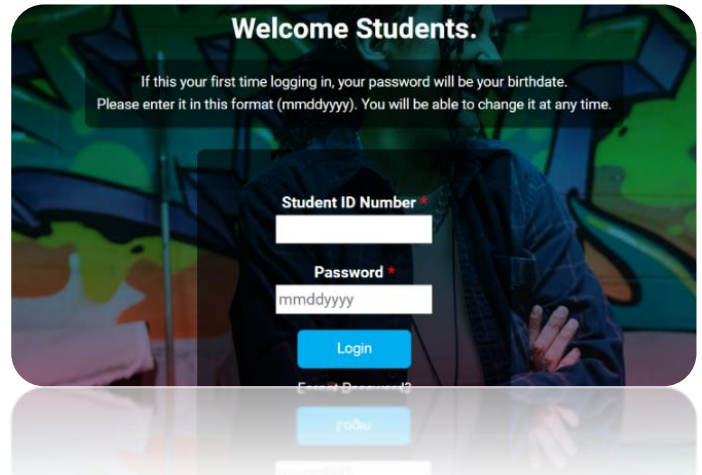 Welcome Students.
If this your first time logging in, your password will be your birthdate.
Please enter it in this format (mmddyyyy). You will be able to change it at any time.
Student ID Number *
Password *
mmddyyyy
Login
Forgot Password?